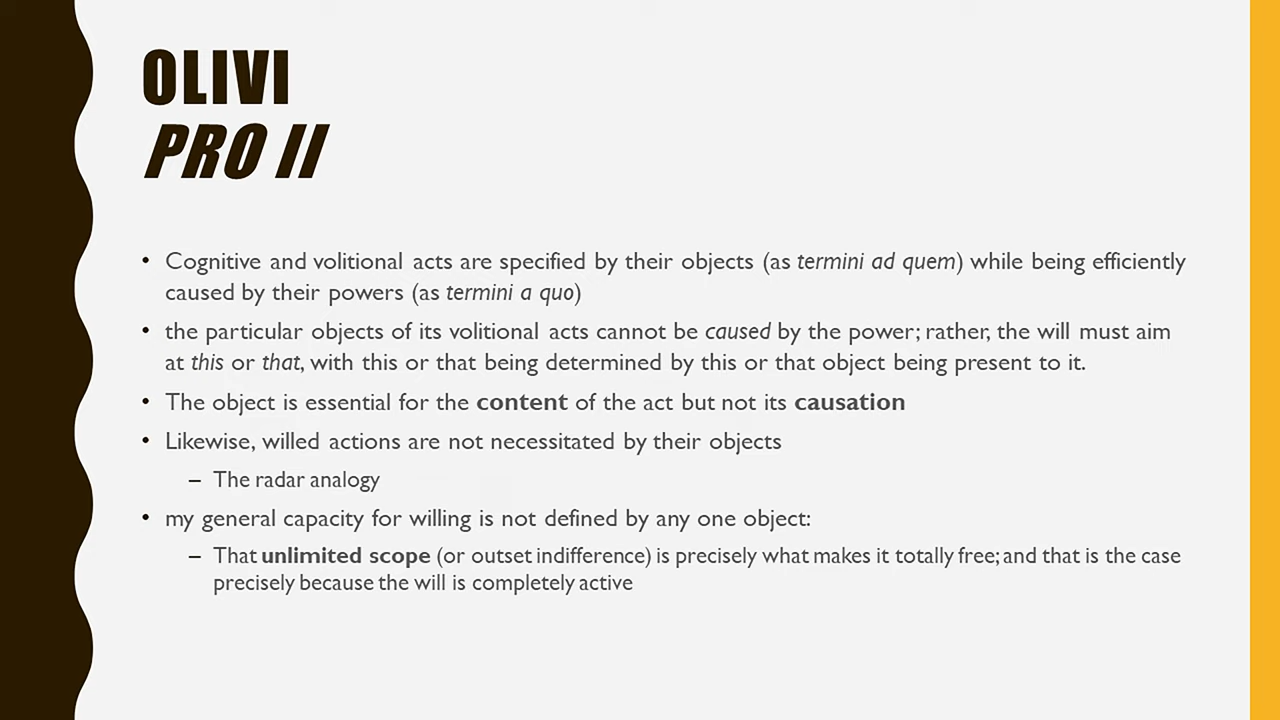 OLIVI
PRO II
• Cognitive and volitional acts are specified by their objects (as termini ad quem) while being efficiently
caused by their powers (as termini a quo)
• the particular objects of its volitional acts cannot be caused by the power; rather, the will must aim
at this or that, with this or that being determined by this or that object being present to it.
• The object is essential for the content of the act but not its causation
• Likewise, willed actions are not necessitated by their objects
– The radar analogy
• my general capacity for willing is not defined by any one object:
– That unlimited scope (or outset indifference) is precisely what makes it totally free; and that is the case
precisely because the will is completely active